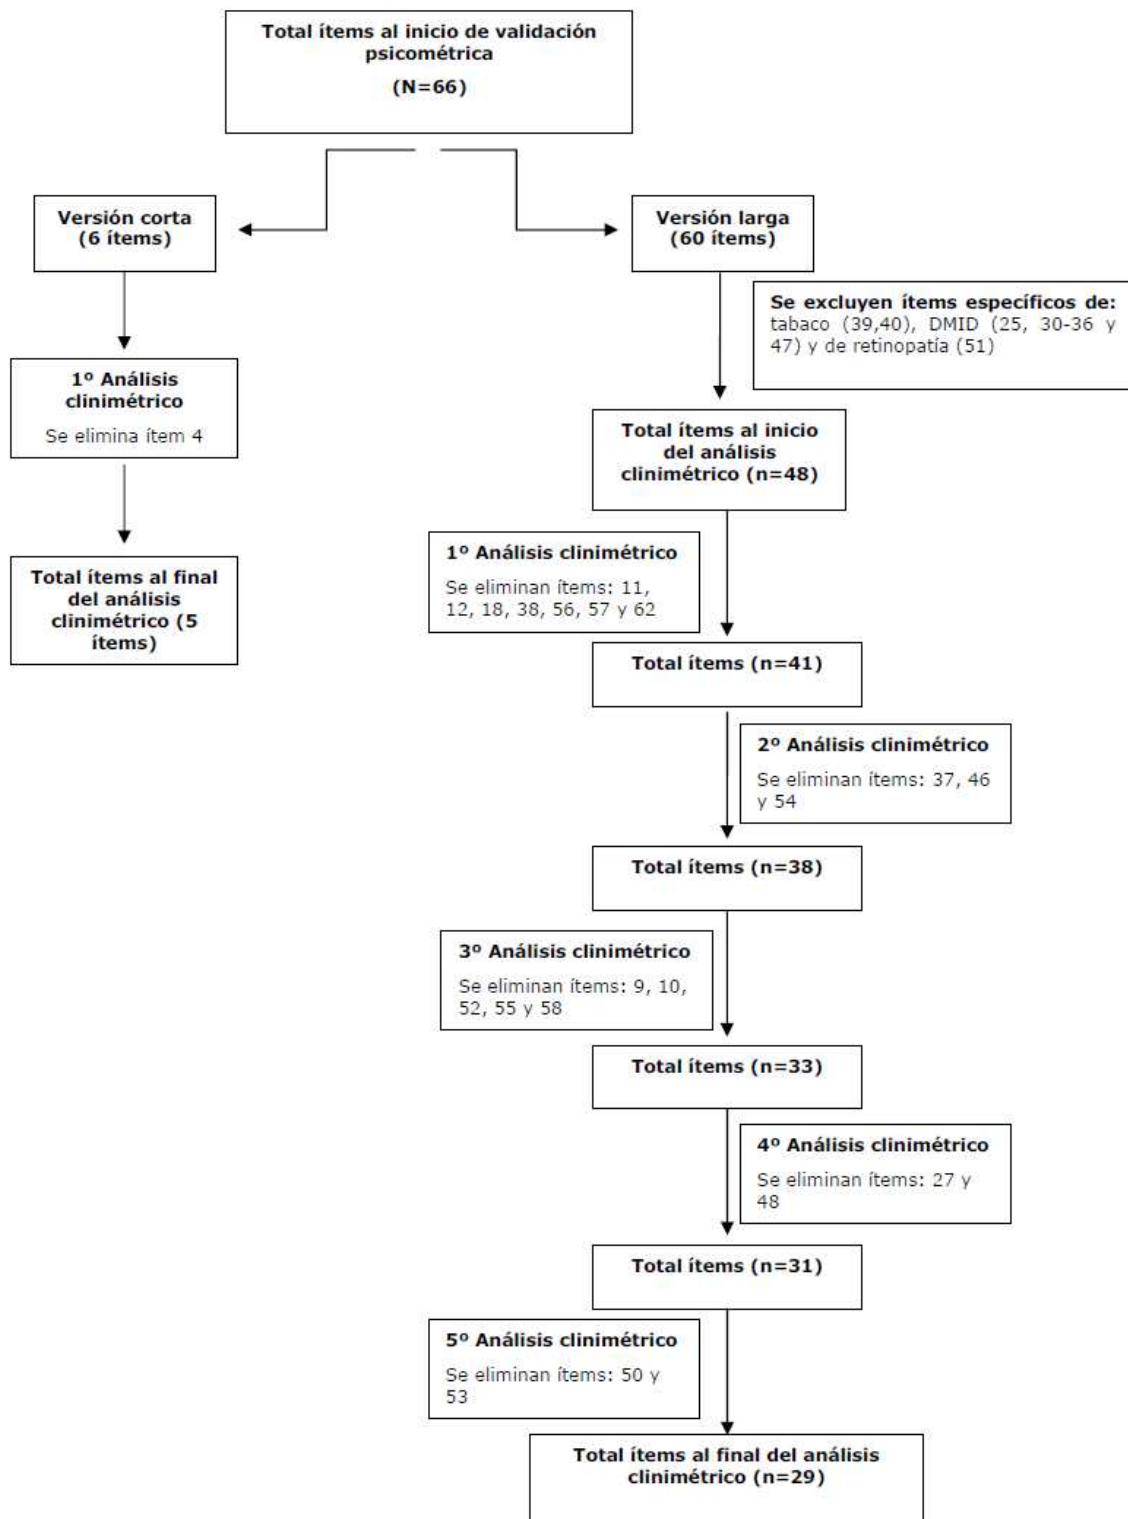 Total ítems al inicio de validación
psicométrica
(N=66)
Versión corta
(6 ítems)
Versión larga
(60 ítems)
Se excluyen ítems específicos de:
tabaco (39,40), DMID (25, 30-36 y
47) y de retinopatía (51)
1º Análisis
clinimétrico
Se elimina ítem 4
Total ítems al inicio
del análisis
clinimétrico (n=48)
1º Análisis clinimétrico
Se eliminan ítems: 11,
12, 18, 38, 56, 57 y 62
Total ítems al final
del análisis
clinimétrico (5
ítems)
Total ítems (n=41)
2º Análisis clinimétrico
Se eliminan ítems: 37, 46
y 54
Total ítems (n=38)
3º Análisis clinimétrico
Se eliminan ítems: 9, 10,
52, 55 y 58
Total ítems (n=33)
4º Análisis clinimétrico
Se eliminan ítems: 27 y
48
Total ítems (n=31)
5º Análisis clinimétrico
Se eliminan ítems: 50 y
53
Total ítems al final del análisis
clinimétrico (n=29)